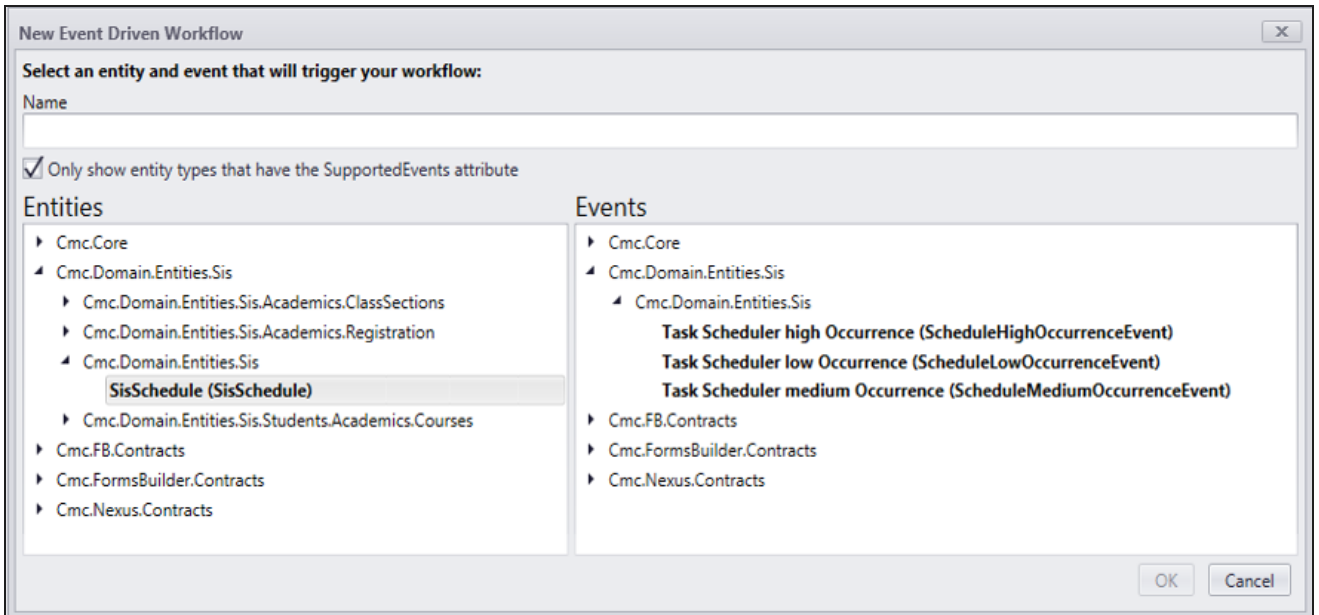 New Event Driven Workflow
Select an entity and event that will trigger your workflow:
Name
Only show entity types that have the SupportedEvents attribute
Entities
Cmc.Core
Cmc.Domain.Entities.Sis
Cmc.Domain.Entities.Sis.Academics.ClassSections
Cmc.Domain.Entities.Sis.Academics.Registration
Cmc.Domain.Entities.Sis
SisSchedule (SisSchedule)
Cmc.Domain.Entities.Sis.Students.Academics.Courses
Cmc.FB.Contracts
Cmc.FormsBuilder.Contracts
Cmc.Nexus.Contracts
Events
Cmc.Core
Cmc.Domain.Entities.Sis
Cmc.Domain.Entities.Sis
Task Scheduler high Occurrence (ScheduleHighOccurrenceEvent)
Task Scheduler low Occurrence (ScheduleLowOccurrenceEvent)
Task Scheduler medium Occurrence (ScheduleMediumOccurrenceEvent)
Cmc.FB.Contracts
Cmc.FormsBuilder.Contracts
Cmc.Nexus.Contracts
OK
Cancel